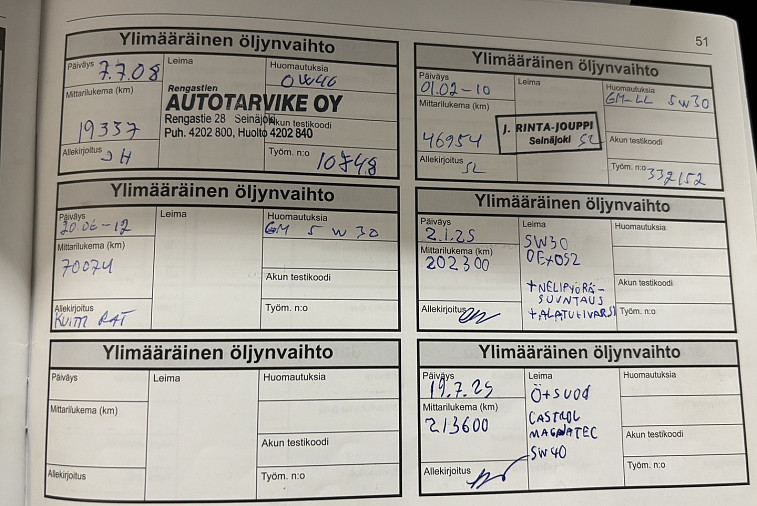 51
Ylimääräinen öljynvaihto
Päiväys 7.7.08
Leima
Huomautuksia
0W40
Mittarilukema (km)
19337
Rengastien
AUTOTARVIKE OY
Rengastie 28 Seinäjoki
Puh. 4202 800, Huolto 4202 840
Akun testikoodi
Allekirjoitus JH
Työm. n:o 10848
Ylimääräinen öljynvaihto
Päiväys
01.02-10
Leima
Huomautuksia
GM-LL 5W30
Mittarilukema (km)
46954
J. RINTA-JOUPPI
Seinäjoki SL
Akun testikoodi
Allekirjoitus SL
Työm. n:o 332152
Ylimääräinen öljynvaihto
Päiväys
20.06-12
Leima
Huomautuksia
GM 5W30
Mittarilukema (km)
70074
Akun testikoodi
Allekirjoitus
Työm. n:o
Ylimääräinen öljynvaihto
Päiväys
2.1.25
Leima
5W30
DEXOS2
Huomautuksia
Mittarilukema (km)
202300
+NELIPYÖRÄ-
SUUNTAUS
+ALATUKIVARSI
Akun testikoodi
Allekirjoitus
Työm. n:o
Ylimääräinen öljynvaihto
Päiväys
Leima
Huomautuksia
Mittarilukema (km)
Akun testikoodi
Allekirjoitus
Työm. n:o
Ylimääräinen öljynvaihto
Päiväys
19.7.25
Leima
Ö+SUOD
Huomautuksia
Mittarilukema (km)
213600
CASTROL
MAGNATEC
5W40
Akun testikoodi
Allekirjoitus
Työm. n:o